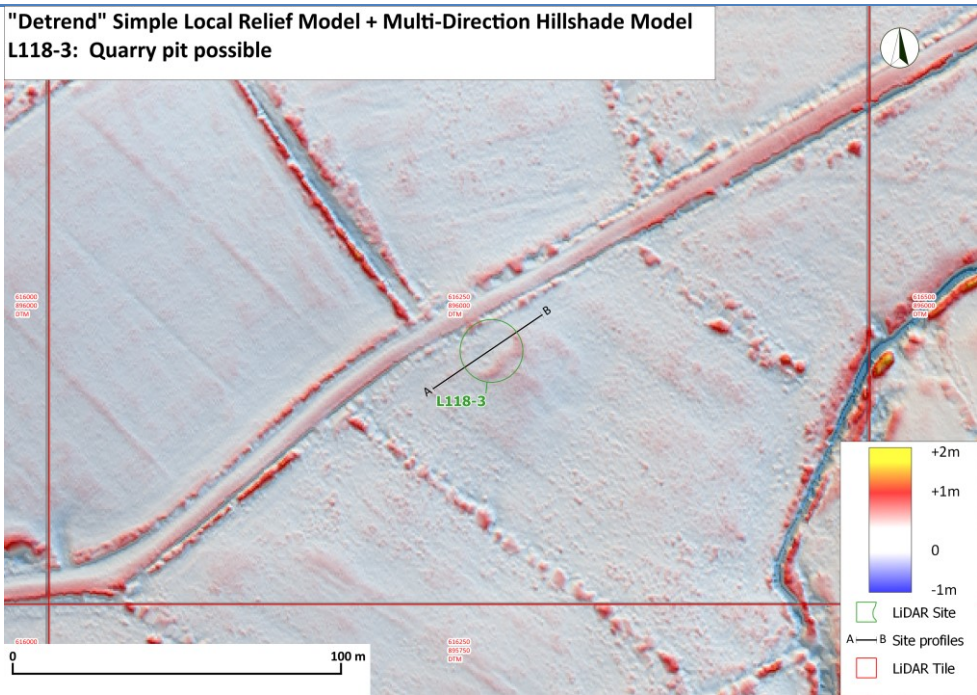 "Detrend" Simple Local Relief Model + Multi-Direction Hillshade Model
L118-3: Quarry pit possible
616000
896000
DTM
616250
896000
DTM
616500
896000
DTM
B
A
L118-3
+2m
+1m
0
-1m
LiDAR Site
A B Site profiles
LiDAR Tile
616000
616250
895750
DTM
0 100 m